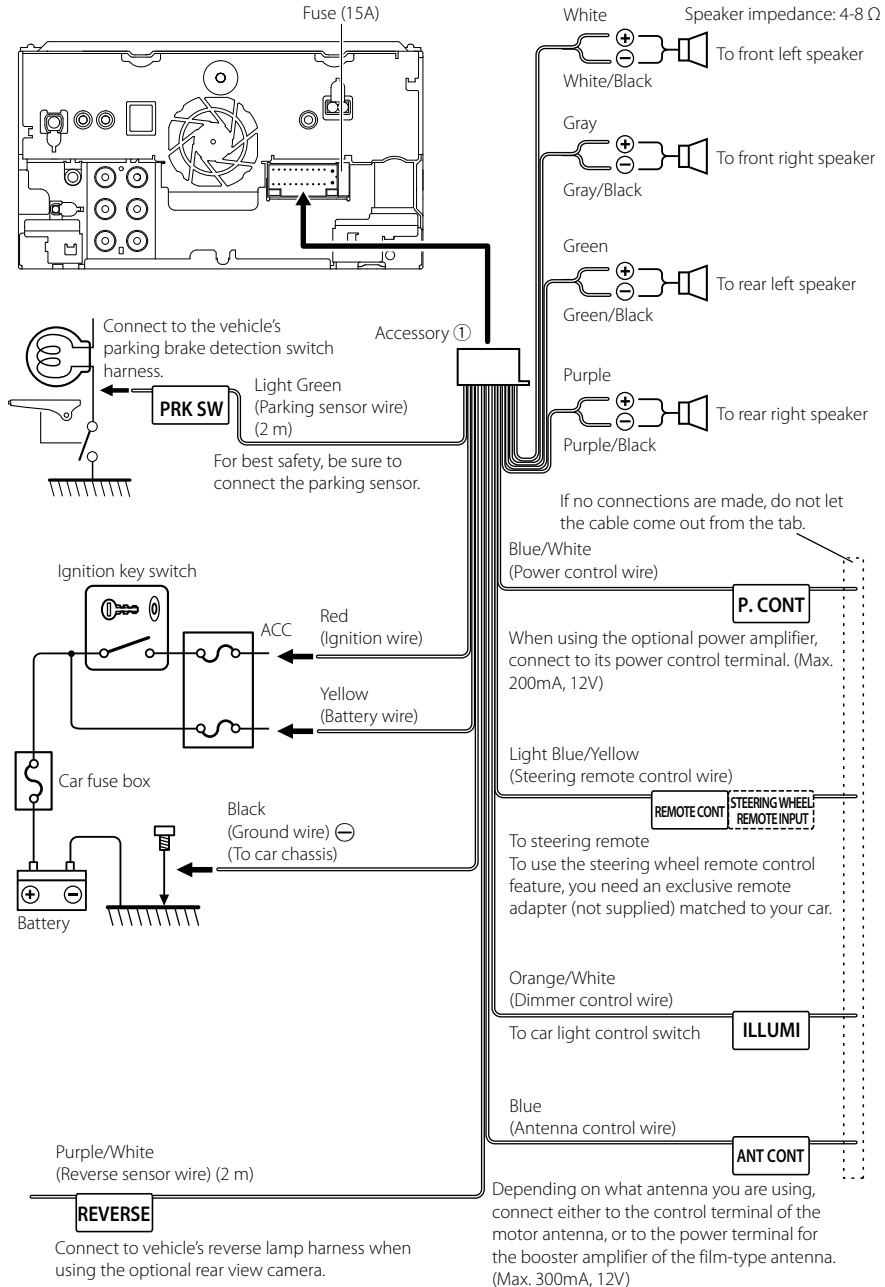 Fuse (15A)
White
Speaker impedance: 4-8 Ω
⊕
⊖
To front left speaker
White/Black
Gray
⊕
⊖
To front right speaker
Gray/Black
Green
⊕
⊖
To rear left speaker
Green/Black
Purple
⊕
⊖
To rear right speaker
Purple/Black
Accessory ①
Connect to the vehicle's
parking brake detection switch
harness.
PRK SW
Light Green
(Parking sensor wire)
(2 m)
For best safety, be sure to
connect the parking sensor.
If no connections are made, do not let
the cable come out from the tab.
Blue/White
(Power control wire)
P. CONT
When using the optional power amplifier,
connect to its power control terminal. (Max.
200mA, 12V)
Ignition key switch
ACC
Red
(Ignition wire)
Yellow
(Battery wire)
Car fuse box
Black
(Ground wire) ⊖
(To car chassis)
⊕
⊖
Battery
Light Blue/Yellow
(Steering remote control wire)
REMOTE CONT
STEERING WHEEL
REMOTE INPUT
To steering remote
To use the steering wheel remote control
feature, you need an exclusive remote
adapter (not supplied) matched to your car.
Orange/White
(Dimmer control wire)
To car light control switch
ILLUMI
Blue
(Antenna control wire)
ANT CONT
Depending on what antenna you are using,
connect either to the control terminal of the
motor antenna, or to the power terminal for
the booster amplifier of the film-type antenna.
(Max. 300mA, 12V)
Purple/White
(Reverse sensor wire) (2 m)
REVERSE
Connect to vehicle's reverse lamp harness when
using the optional rear view camera.